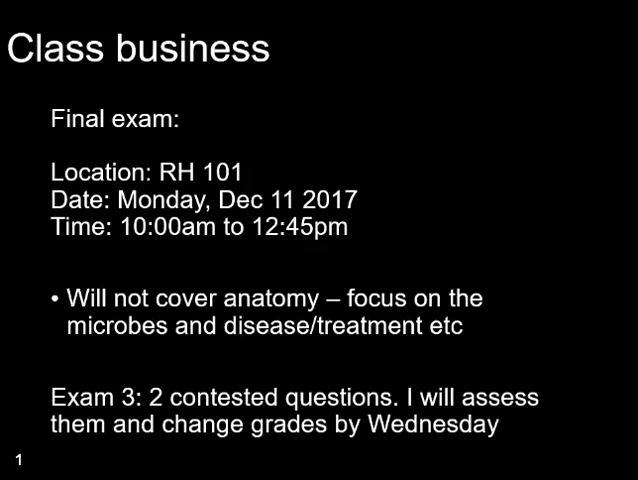 Class business
Final exam:
Location: RH 101
Date: Monday, Dec 11 2017
Time: 10:00am to 12:45pm
• Will not cover anatomy – focus on the
microbes and disease/treatment etc
Exam 3: 2 contested questions. I will assess
them and change grades by Wednesday
1